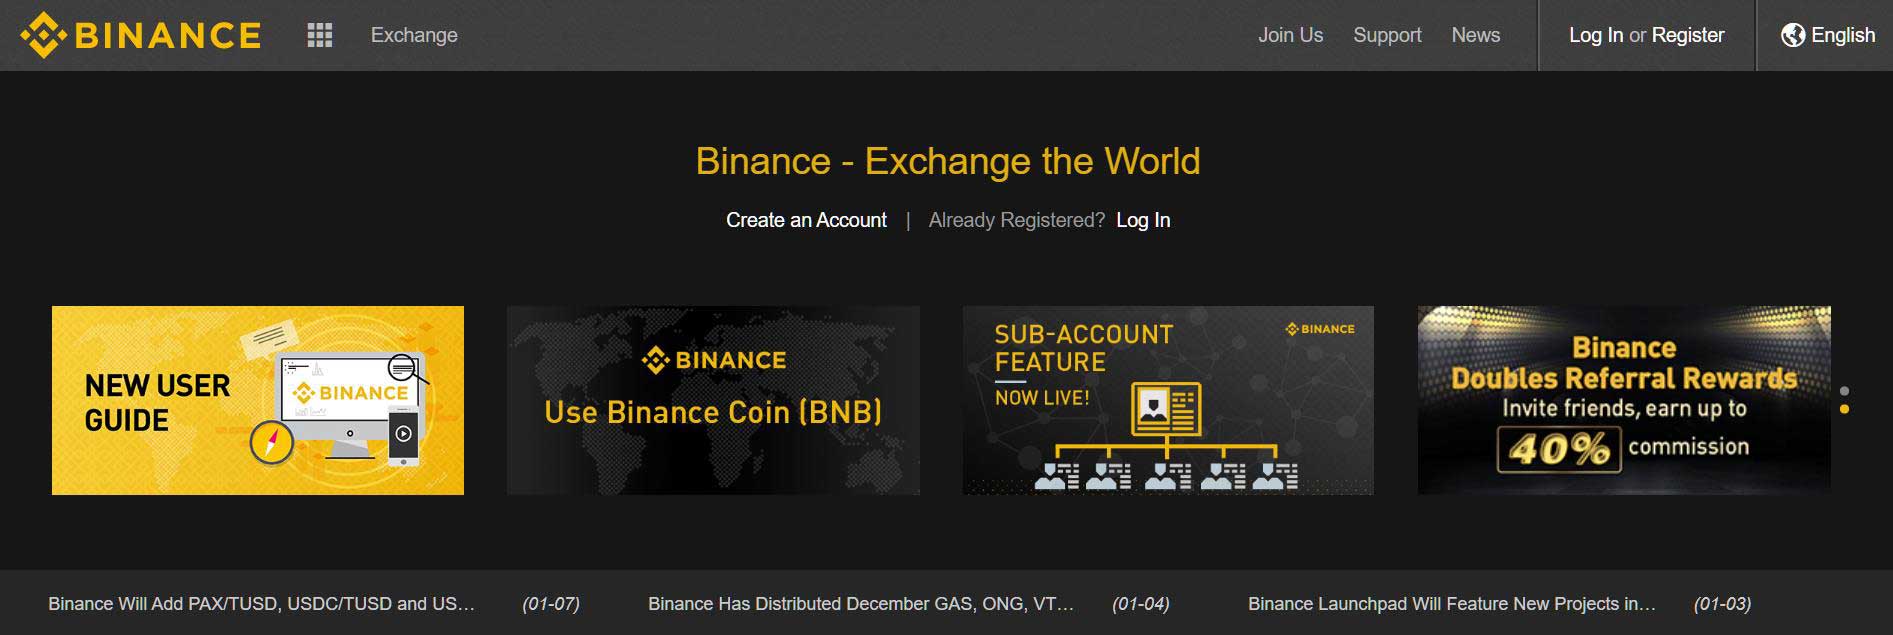 BINANCE
Exchange
Join Us
Support
News
Log In or Register
English
Binance - Exchange the World
Create an Account | Already Registered? Log In
NEW USER
GUIDE
BINANCE
BINANCE
Use Binance Coin (BNB)
SUB-ACCOUNT
FEATURE
NOW LIVE!
BINANCE
Binance
Doubles Referral Rewards
Invite friends, earn up to
40% commission
Binance Will Add PAX/TUSD, USDC/TUSD and US… (01-07)
Binance Has Distributed December GAS, ONG, VT… (01-04)
Binance Launchpad Will Feature New Projects in… (01-03)